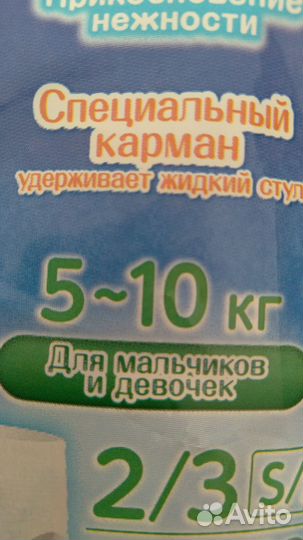 Прикосновение
нежности
Специальный
карман
удерживает жидкий стул
5~10 кг
Для мальчиков
и девочек
2/3 S/
Avito